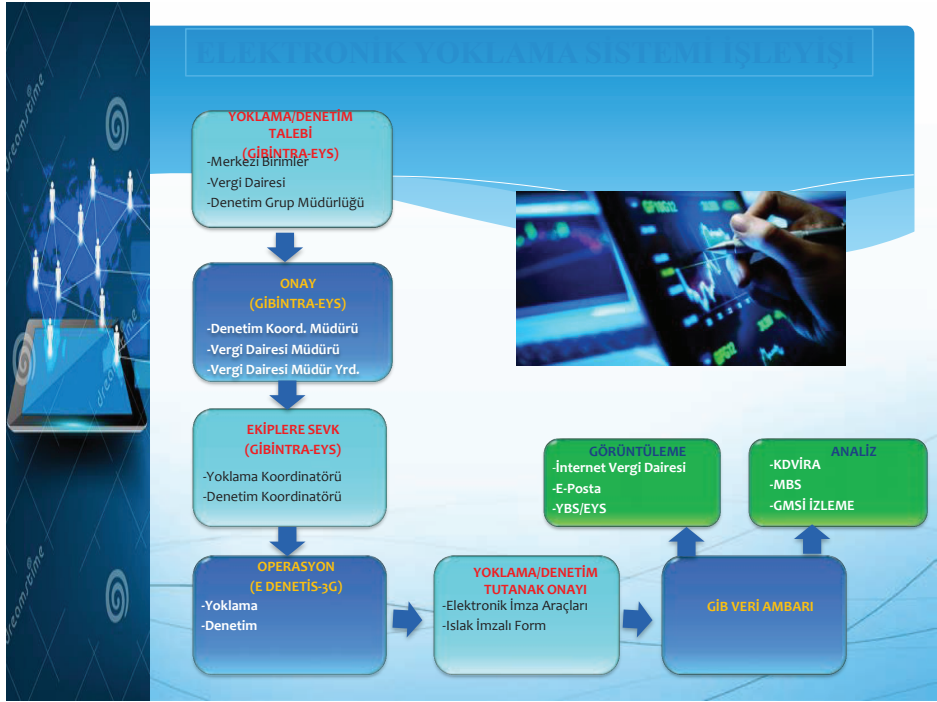 ELEKTRONİK YOKLAMA SİSTEMİ İŞLEYİŞİ
YOKLAMA/DENETİM
TALEBİ
(GİBİNTRA-EYS)
-Merkezi Birimler
-Vergi Dairesi
-Denetim Grup Müdürlüğü
ONAY
(GİBİNTRA-EYS)
-Denetim Koord. Müdürü
-Vergi Dairesi Müdürü
-Vergi Dairesi Müdür Yrd.
EKİPLERE SEVK
(GİBİNTRA-EYS)
-Yoklama Koordinatörü
-Denetim Koordinatörü
OPERASYON
(E DENETİS-3G)
-Yoklama
-Denetim
YOKLAMA/DENETİM
TUTANAK ONAYI
-Elektronik İmza Araçları
-Islak İmzalı Form
GİB VERİ AMBARI
GÖRÜNTÜLEME
-İnternet Vergi Dairesi
-E-Posta
-YBS/EYS
ANALİZ
-KDVİRA
-MBS
-GMSİ İZLEME
dreamstime
dreamstime
dreamstime